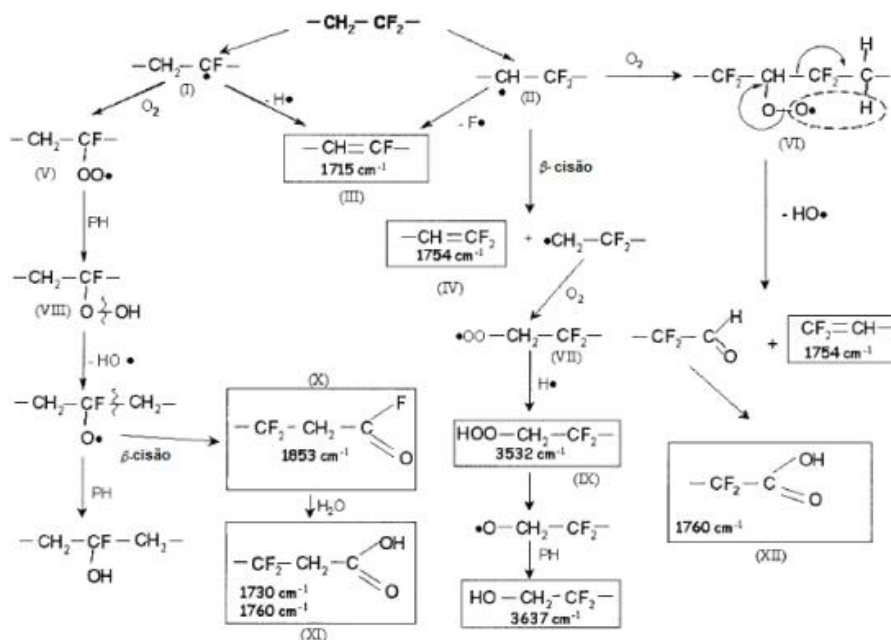 —CH₂—CF₂—
—CH₂—CF— —CH—CF₂— O₂ —CF₂—CH—CF₂—C—
(I) (II) H
O₂ - H• - F• O—O• H
—CH₂—CF— —CH=CF— (VI)
(V) OO• 1715 cm⁻¹ β-cisão
PH (III) - HO•
—CH=CF₂ + •CH₂—CF₂—
1754 cm⁻¹
—CH₂—CF— (IV) O₂ H
(VIII) O—OH •OO—CH₂—CF₂— —CF₂—C + CF₂=CH—
(VII) O 1754 cm⁻¹
- HO• (X) H•
—CH₂—CF—CH₂— F
O• —CF₂—CH₂—C HOO—CH₂—CF₂—
β-cisão 1853 cm⁻¹ O 3532 cm⁻¹
PH (IX) OH
H₂O —CF₂—C
—CH₂—CF—CH₂— •O—CH₂—CF₂— 1760 cm⁻¹ O
OH OH PH (XII)
—CF₂—CH₂—C
1730 cm⁻¹ O HO—CH₂—CF₂—
1760 cm⁻¹ 3637 cm⁻¹
(XI)